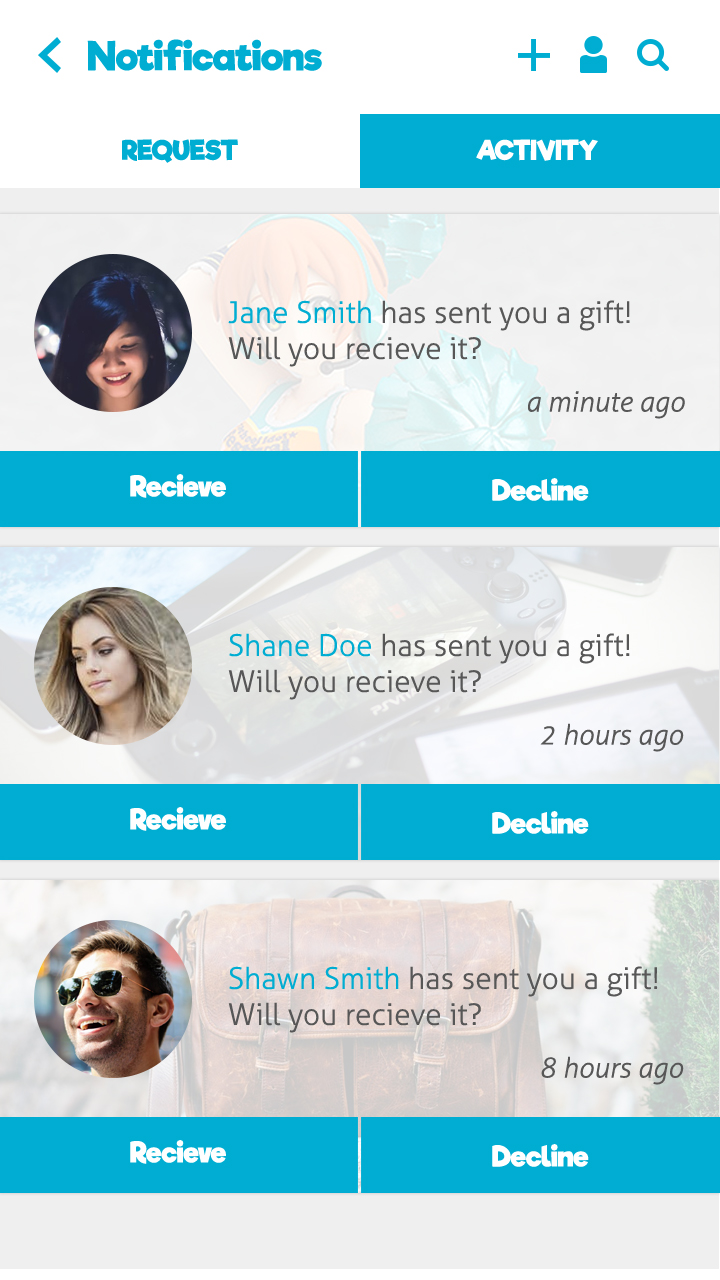 Notifications
REQUEST
ACTIVITY
Jane Smith has sent you a gift!
Will you recieve it?
a minute ago
Recieve
Decline
Shane Doe has sent you a gift!
Will you recieve it?
2 hours ago
Recieve
Decline
Shawn Smith has sent you a gift!
Will you recieve it?
8 hours ago
Recieve
Decline